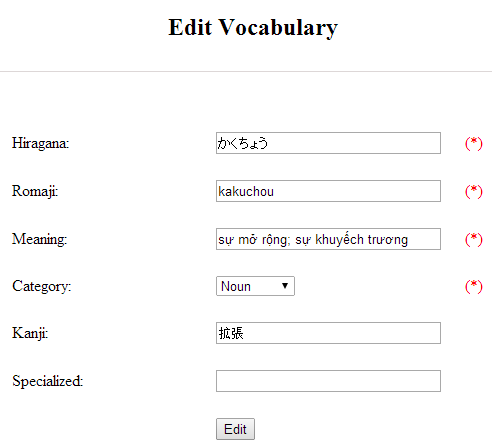 Edit Vocabulary
Hiragana: かくちょう (*)
Romaji: kakuchou (*)
Meaning: sự mở rộng; sự khuyếch trương (*)
Category: Noun (*)
Kanji: 拡張
Specialized:
Edit